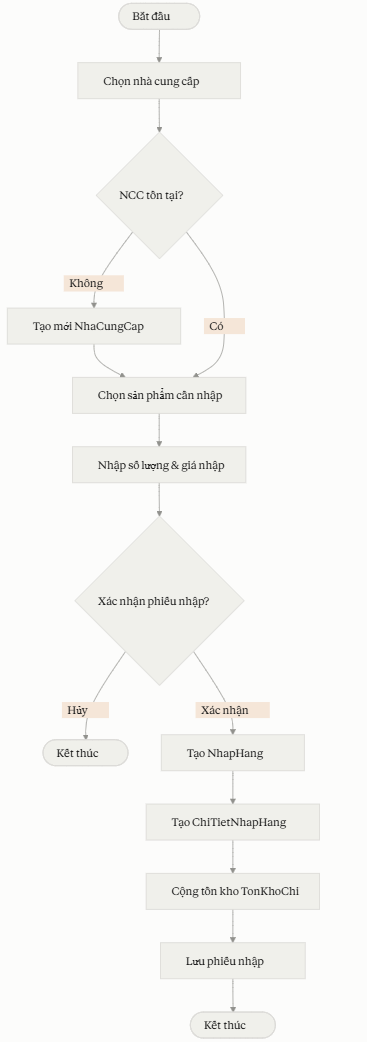 Bắt đầu
Chọn nhà cung cấp
NCC tồn tại?
Không
Có
Tạo mới NhaCungCap
Chọn sản phẩm cần nhập
Nhập số lượng & giá nhập
Xác nhận phiếu nhập?
Hủy
Xác nhận
Kết thúc
Tạo NhapHang
Tạo ChiTietNhapHang
Cộng tồn kho TonKhoChi
Lưu phiếu nhập
Kết thúc